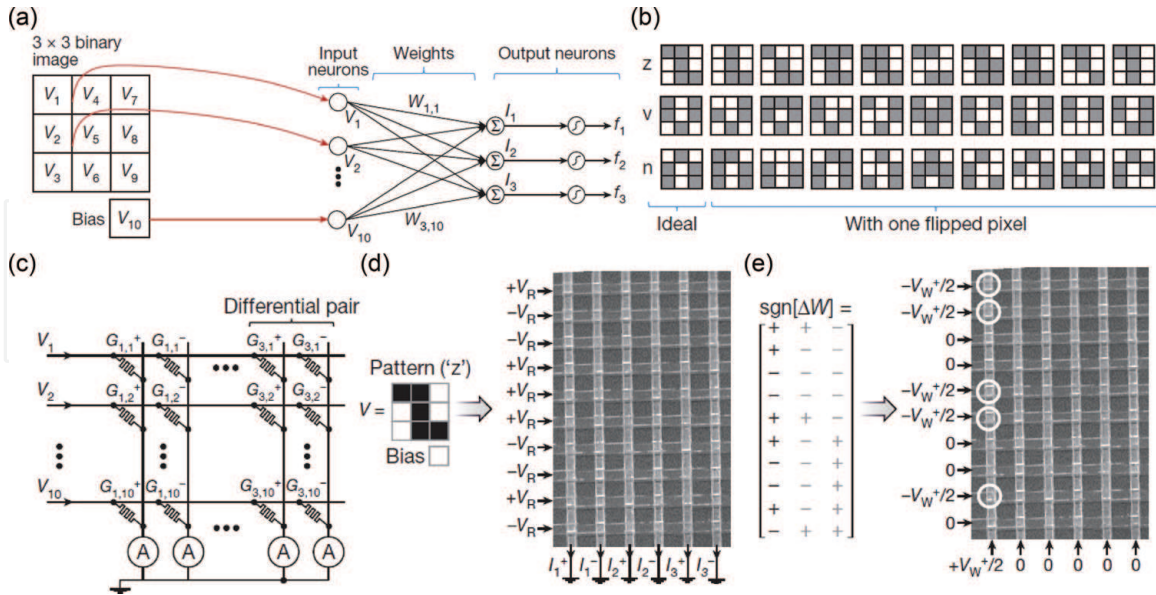 (a)
3 × 3 binary
image
V1 V4 V7
V2 V5 V8
V3 V6 V9
Bias V10
Input
neurons
Weights
Output neurons
V1
V2
V10
W1,1
W3,10
Σ I1 f1
Σ I2 f2
Σ I3 f3
(b)
z
v
n
Ideal
With one flipped pixel
(c)
Differential pair
V1 G1,1+ G1,1− G3,1+ G3,1−
V2 G1,2+ G1,2− G3,2+ G3,2−
V10 G1,10+ G1,10− G3,10+ G3,10−
A A A A
(d)
Pattern ('z')
V =
Bias
+VR
−VR
−VR
+VR
+VR
+VR
−VR
−VR
+VR
−VR
I1+ I1− I2+ I2− I3+ I3−
(e)
sgn[ΔW] =
+ + −
+ − −
− − −
− − −
+ + −
+ − +
− − +
− − +
+ − +
− + +
−VW+/2
−VW+/2
0
0
−VW+/2
−VW+/2
0
0
−VW+/2
0
+VW+/2 0 0 0 0 0